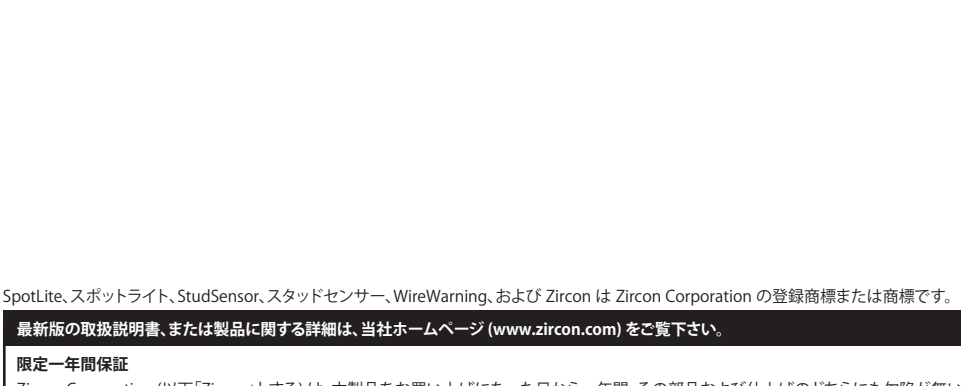 SpotLite、スポットライト、StudSensor、スタッドセンサー、WireWarning、および Zircon は Zircon Corporation の登録商標または商標です。
最新版の取扱説明書、または製品に関する詳細は、当社ホームページ (www.zircon.com) をご覧下さい。
限定一年間保証